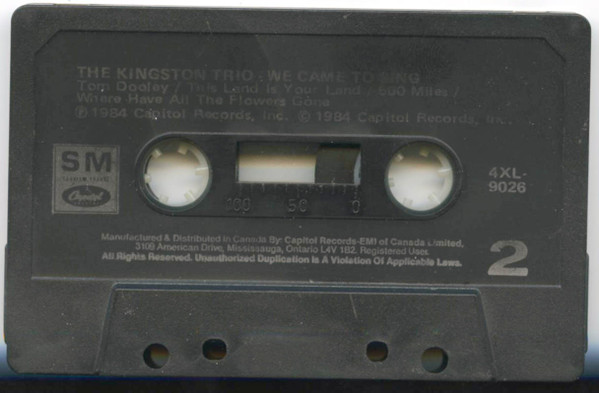 THE KINGSTON TRIO : WE CAME TO SING
Tom Dooley / This Land Is Your Land / 500 Miles /
Where Have All The Flowers Gone
℗ 1984 Capitol Records, Inc. © 1984 Capitol Records, Inc.
SM
Capitol
4XL-
9026
100 50 0
Manufactured & Distributed in Canada By: Capitol Records-EMI of Canada Limited,
3109 American Drive, Mississauga, Ontario L4V 1B2. Registered User.
All Rights Reserved. Unauthorized Duplication Is A Violation Of Applicable Laws.
2